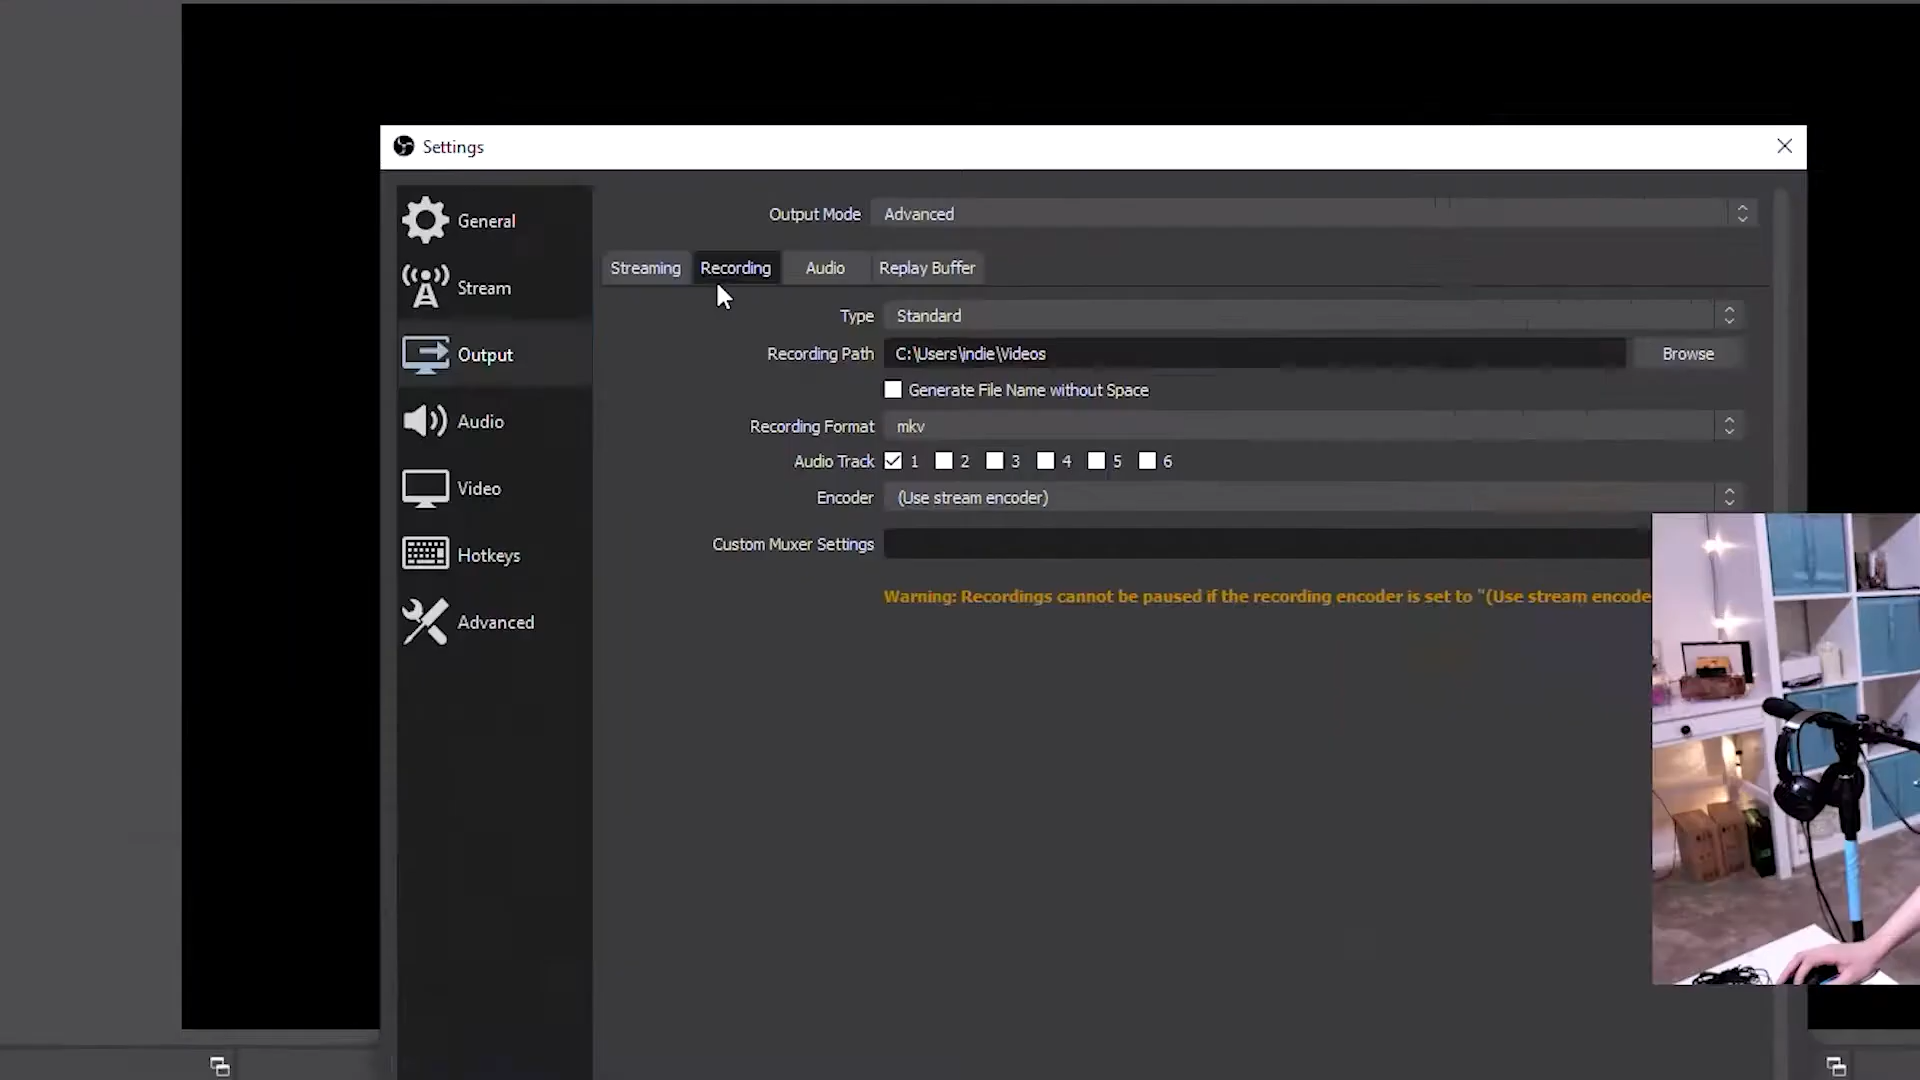 Settings
General
Stream
Output
Audio
Video
Hotkeys
Advanced
Output Mode Advanced
Streaming Recording Audio Replay Buffer
Type Standard
Recording Path C:\Users\indie\Videos Browse
Generate File Name without Space
Recording Format mkv
Audio Track 1 2 3 4 5 6
Encoder (Use stream encoder)
Custom Muxer Settings
Warning: Recordings cannot be paused if the recording encoder is set to "(Use stream encode